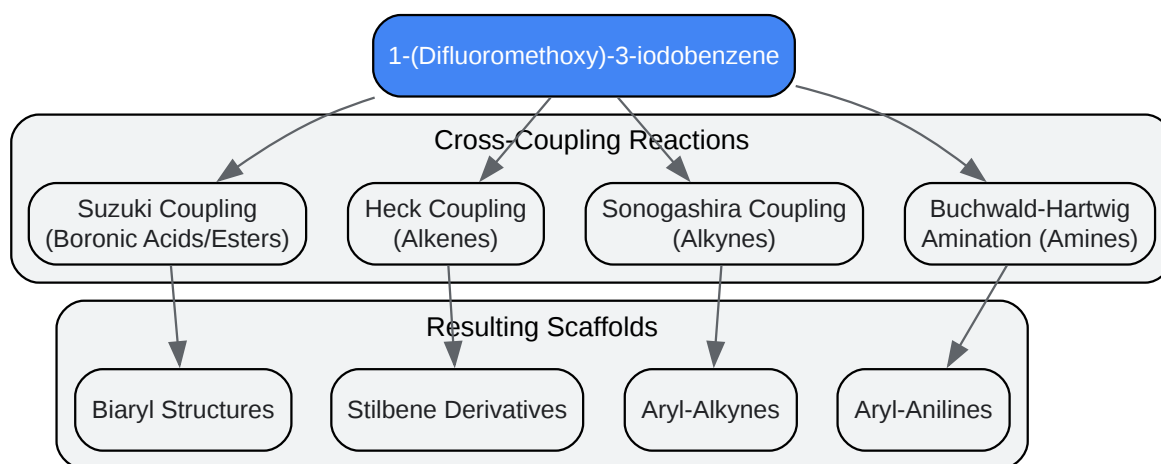 1-(Difluoromethoxy)-3-iodobenzene
Cross-Coupling Reactions
Suzuki Coupling
(Boronic Acids/Esters)
Heck Coupling
(Alkenes)
Sonogashira Coupling
(Alkynes)
Buchwald-Hartwig
Amination (Amines)
Resulting Scaffolds
Biaryl Structures
Stilbene Derivatives
Aryl-Alkynes
Aryl-Anilines